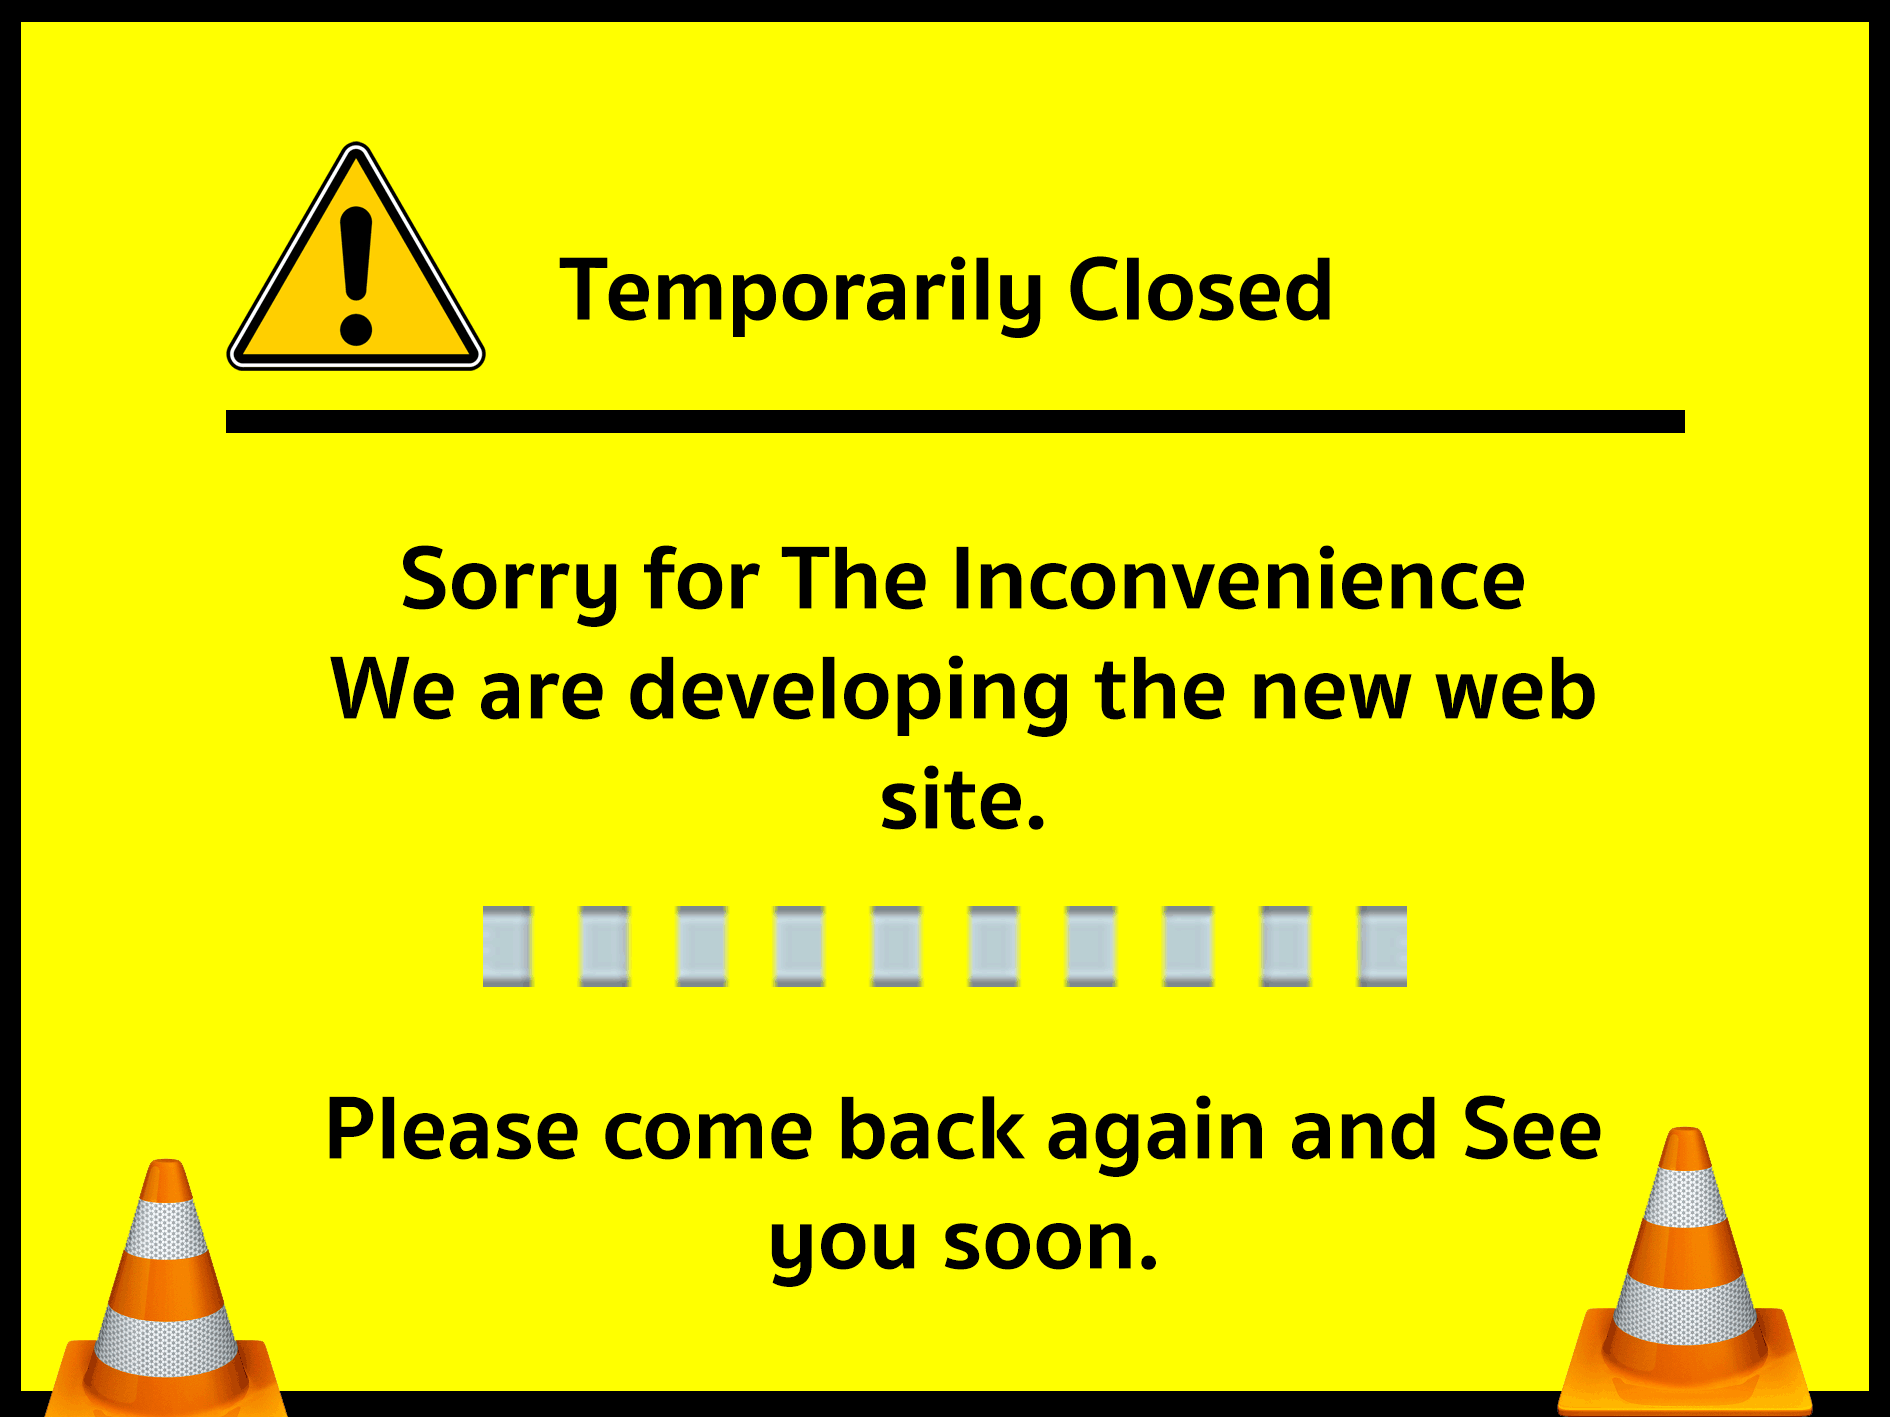 Temporarily Closed
Sorry for The Inconvenience
We are developing the new web
site.
Please come back again and See
you soon.